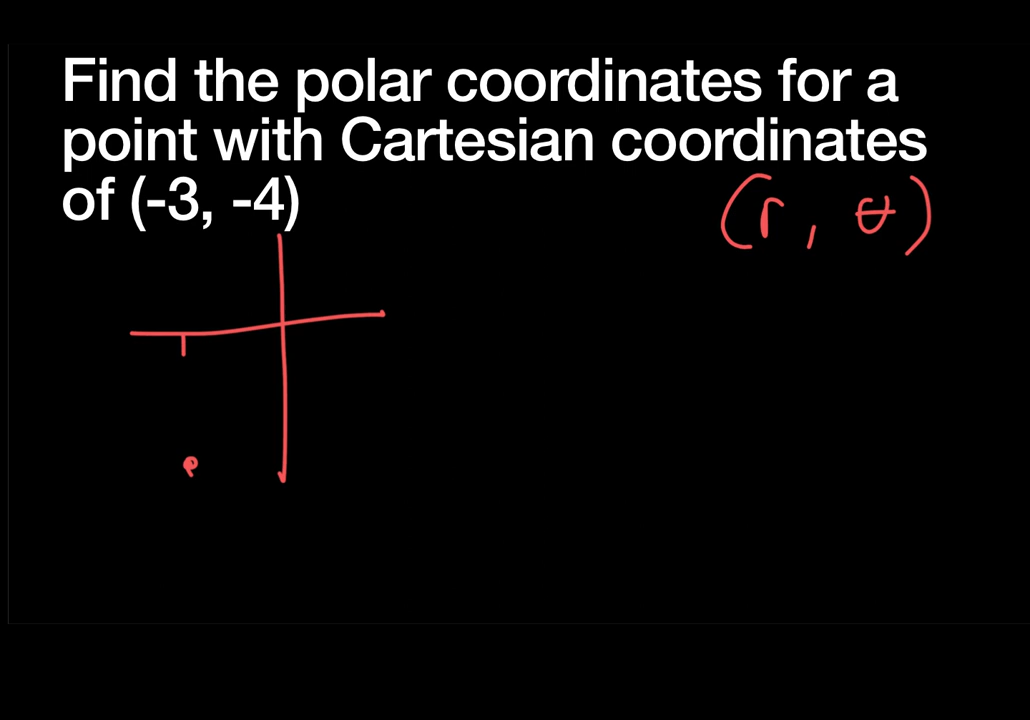 Find the polar coordinates for a
point with Cartesian coordinates
of (-3, -4)
(r, θ)